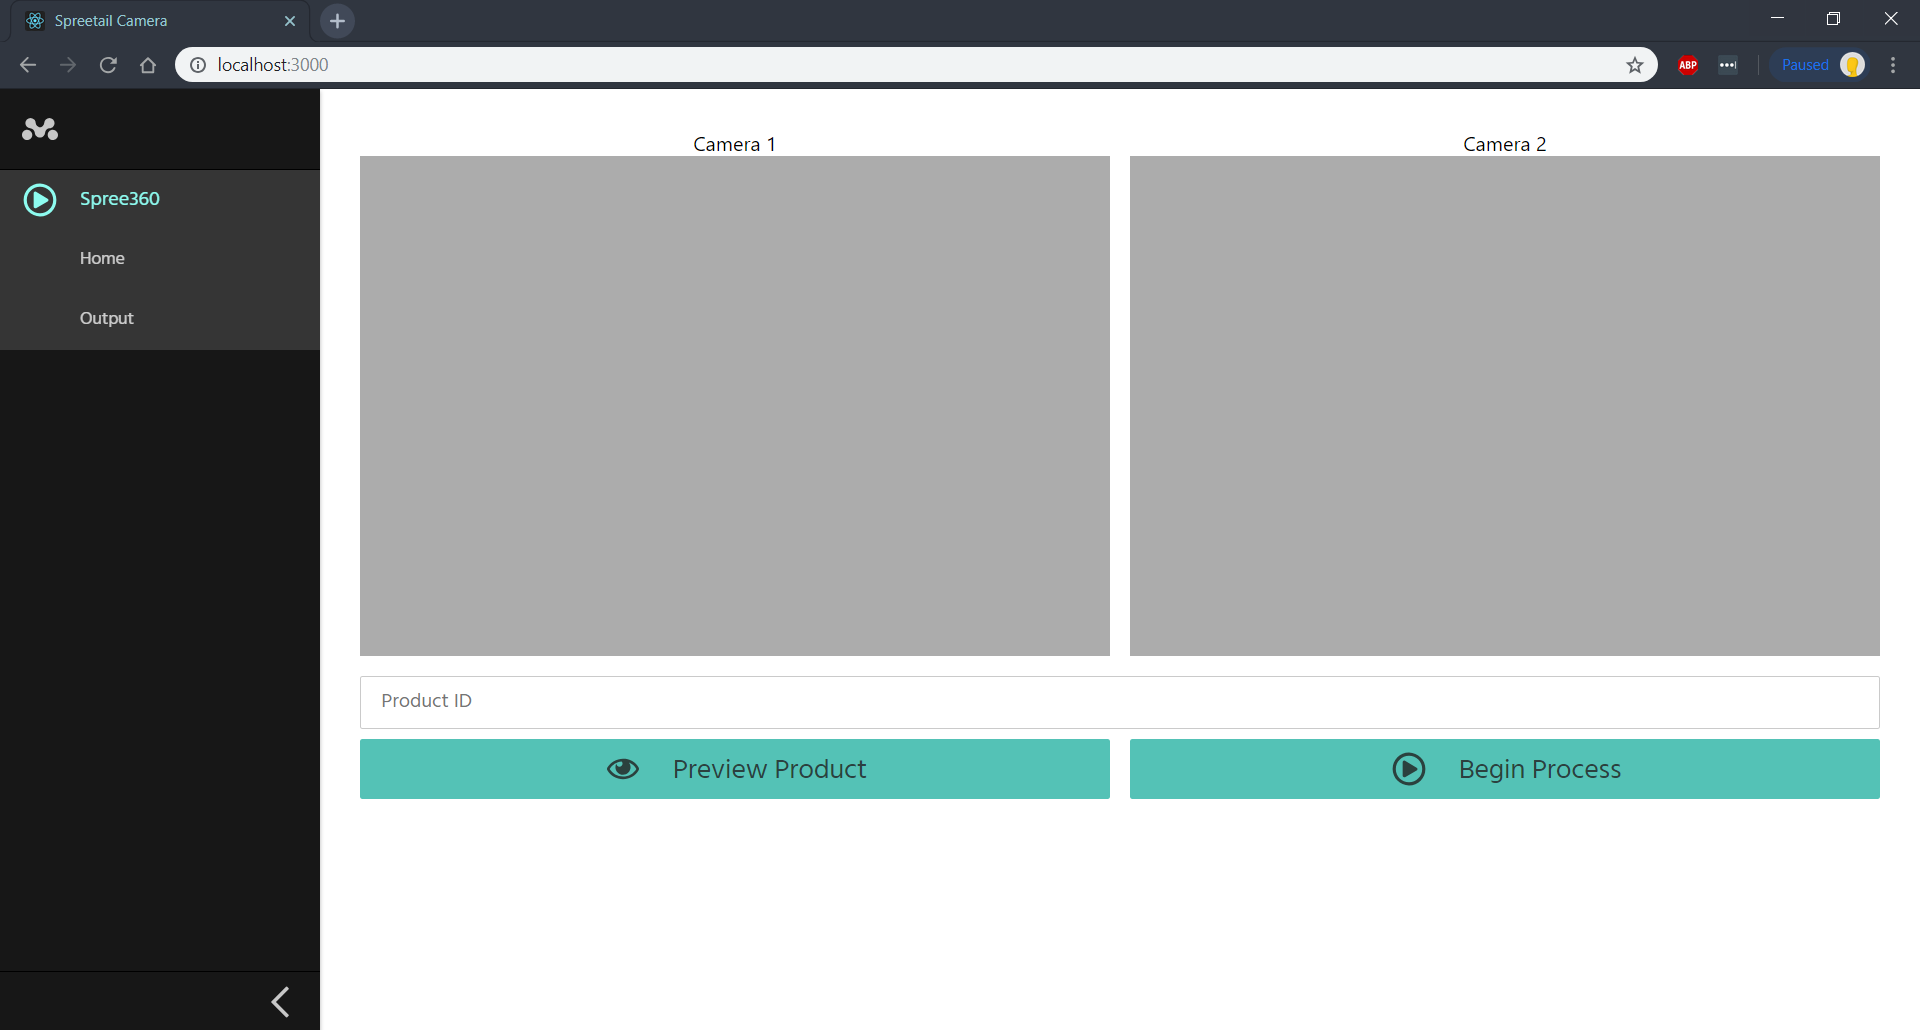 Spreetail Camera
localhost:3000
ABP
Paused
Spree360
Home
Output
Camera 1
Camera 2
Product ID
Preview Product
Begin Process